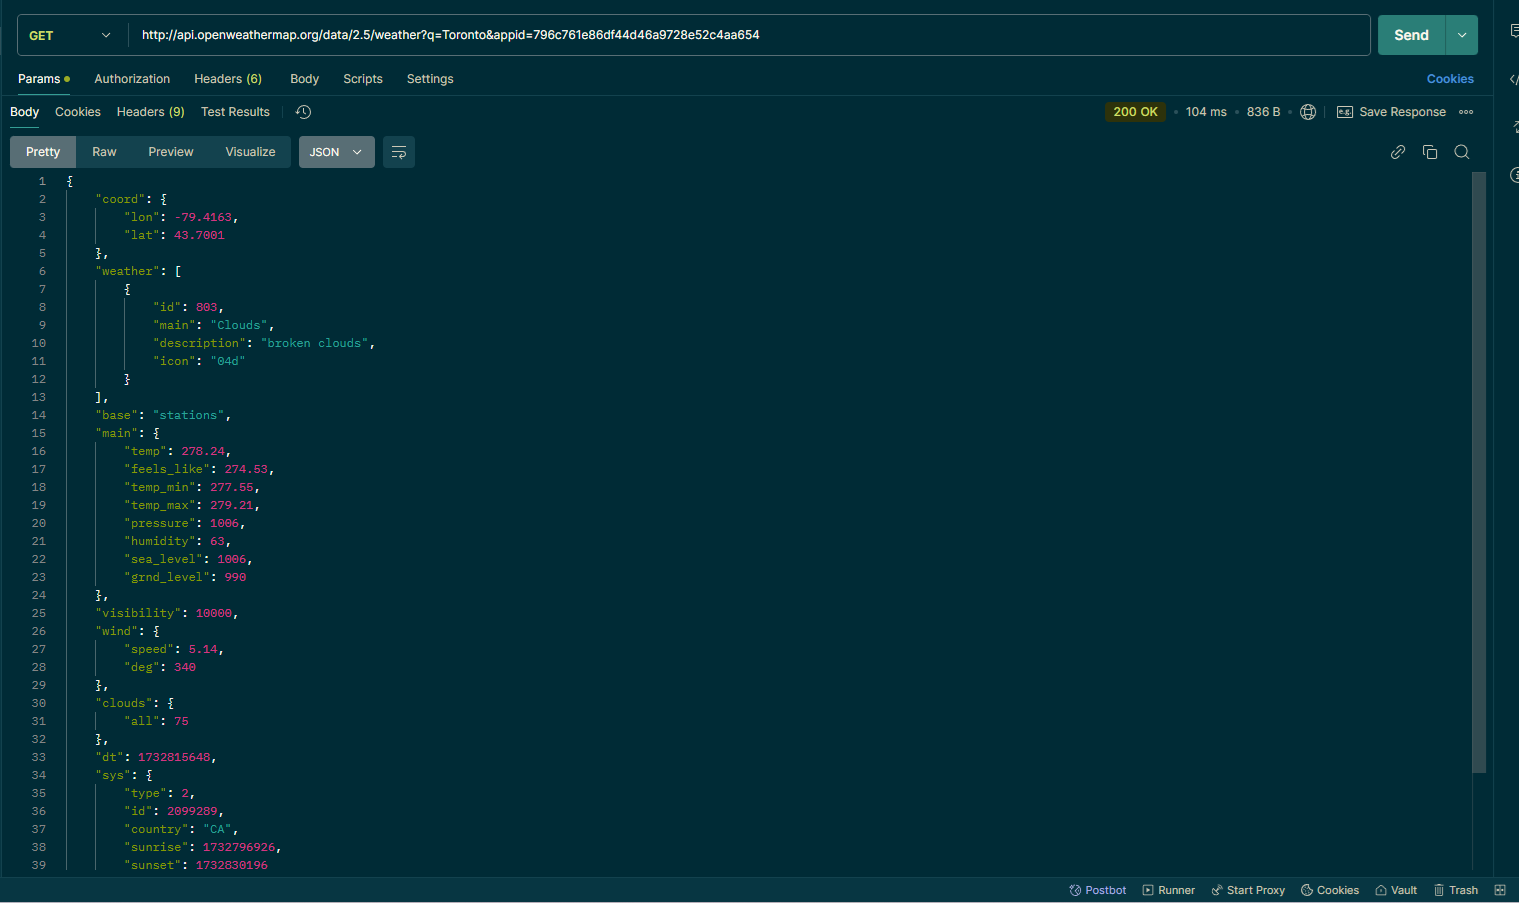 GET http://api.openweathermap.org/data/2.5/weather?q=Toronto&appid=796c761e86df44d46a9728e52c4aa654 Send
Params Authorization Headers (6) Body Scripts Settings Cookies
Body Cookies Headers (9) Test Results 200 OK 104 ms 836 B e.g. Save Response
Pretty Raw Preview Visualize JSON
1 {
2 "coord": {
3 "lon": -79.4163,
4 "lat": 43.7001
5 },
6 "weather": [
7 {
8 "id": 803,
9 "main": "Clouds",
10 "description": "broken clouds",
11 "icon": "04d"
12 }
13 ],
14 "base": "stations",
15 "main": {
16 "temp": 278.24,
17 "feels_like": 274.53,
18 "temp_min": 277.55,
19 "temp_max": 279.21,
20 "pressure": 1006,
21 "humidity": 63,
22 "sea_level": 1006,
23 "grnd_level": 990
24 },
25 "visibility": 10000,
26 "wind": {
27 "speed": 5.14,
28 "deg": 340
29 },
30 "clouds": {
31 "all": 75
32 },
33 "dt": 1732815648,
34 "sys": {
35 "type": 2,
36 "id": 2099289,
37 "country": "CA",
38 "sunrise": 1732796926,
39 "sunset": 1732830196
Postbot Runner Start Proxy Cookies Vault Trash